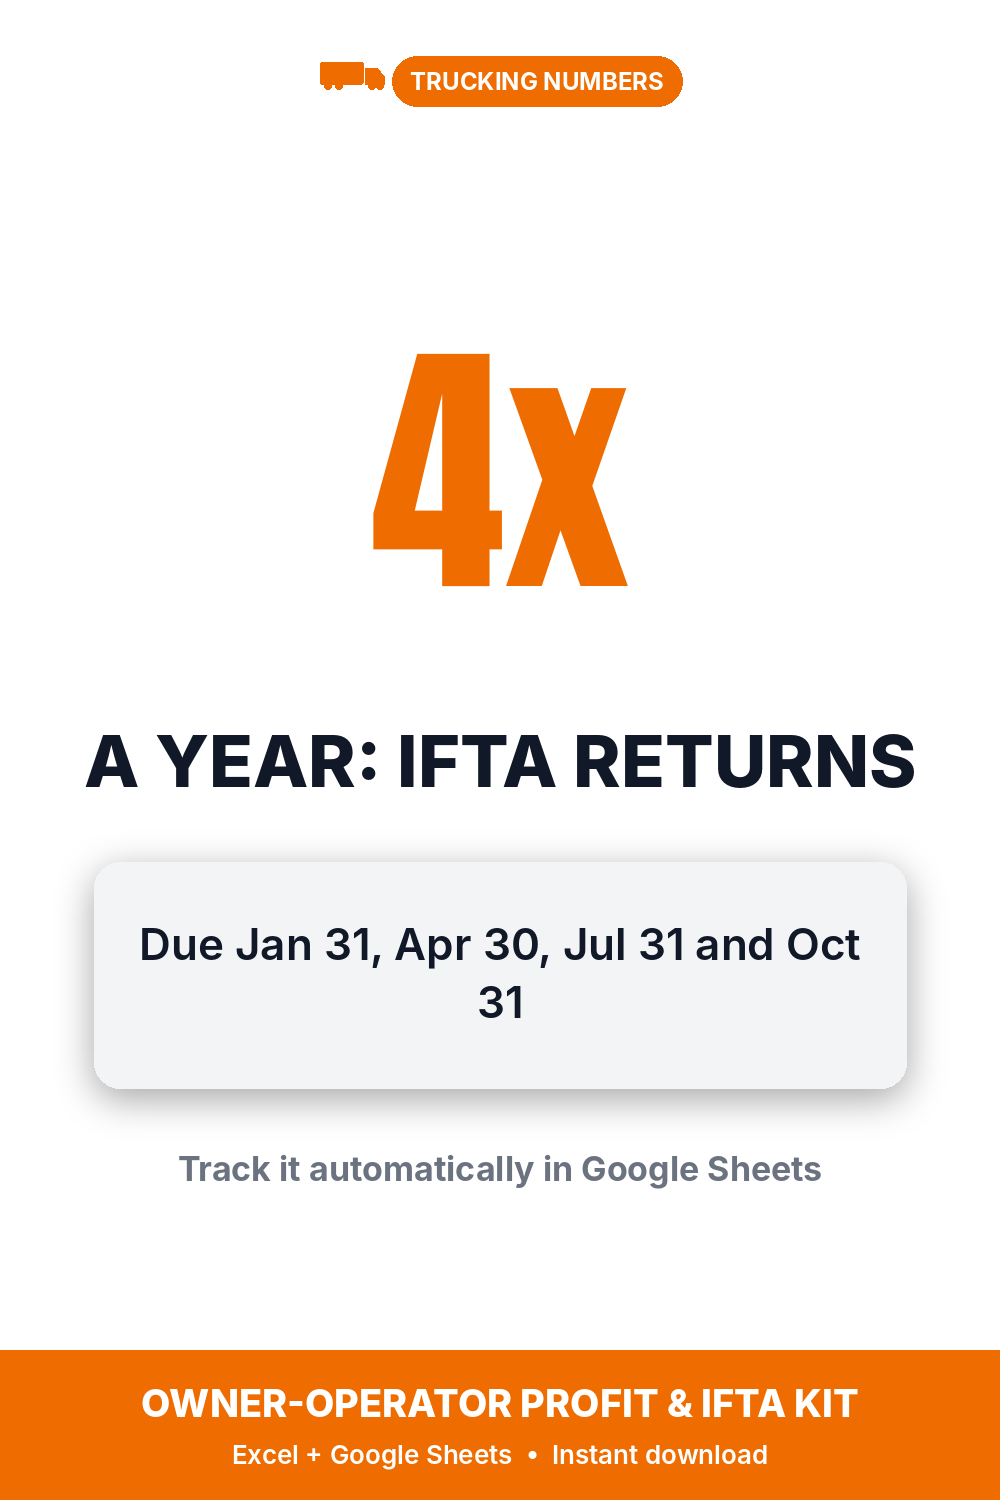 TRUCKING NUMBERS
4x
A YEAR: IFTA RETURNS
Due Jan 31, Apr 30, Jul 31 and Oct
31
Track it automatically in Google Sheets
OWNER-OPERATOR PROFIT & IFTA KIT
Excel + Google Sheets • Instant download